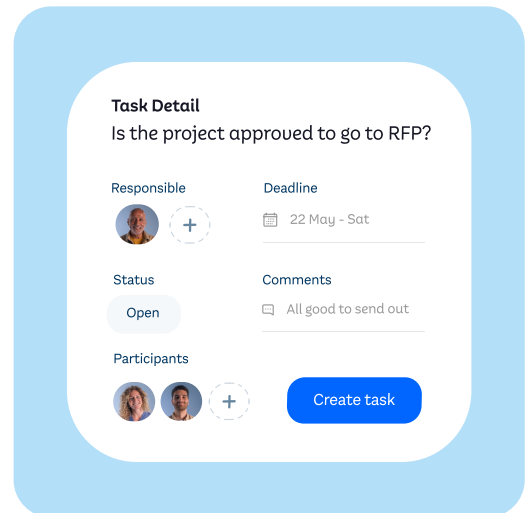 Task Detail
Is the project approved to go to RFP?
Responsible
Deadline
22 May - Sat
Status
Comments
Open
All good to send out
Participants
Create task